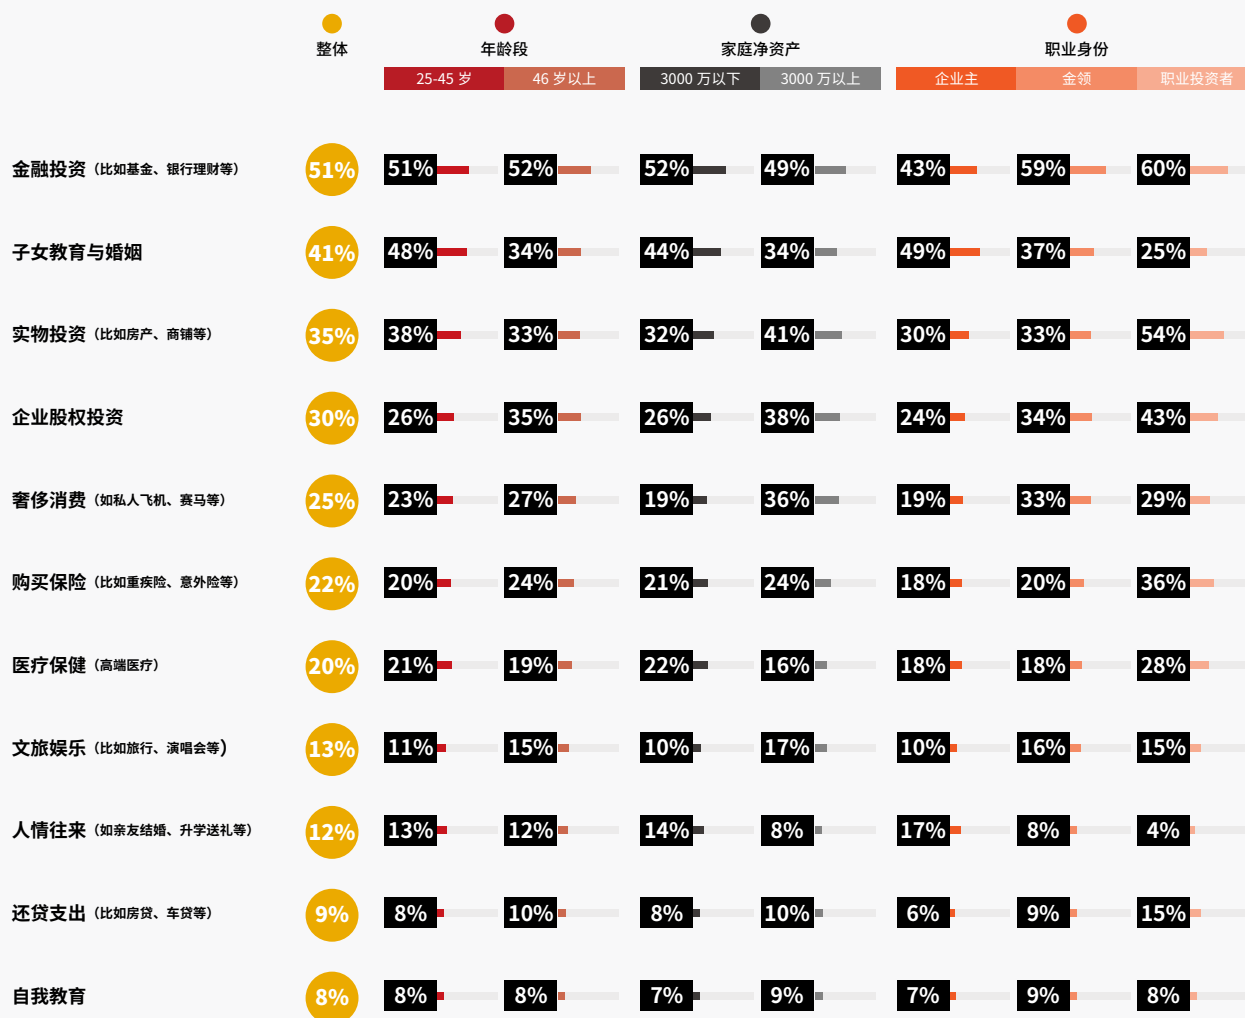 整体 年龄段 家庭净资产 职业身份
25-45 岁 46 岁以上 3000 万以下 3000 万以上 企业主 金领 职业投资者
金融投资（比如基金、银行理财等） 51% 51% 52% 52% 49% 43% 59% 60%
子女教育与婚姻 41% 48% 34% 44% 34% 49% 37% 25%
实物投资（比如房产、商铺等） 35% 38% 33% 32% 41% 30% 33% 54%
企业股权投资 30% 26% 35% 26% 38% 24% 34% 43%
奢侈消费（如私人飞机、赛马等） 25% 23% 27% 19% 36% 19% 33% 29%
购买保险（比如重疾险、意外险等） 22% 20% 24% 21% 24% 18% 20% 36%
医疗保健（高端医疗） 20% 21% 19% 22% 16% 18% 18% 28%
文旅娱乐（比如旅行、演唱会等） 13% 11% 15% 10% 17% 10% 16% 15%
人情往来（如亲友结婚、升学送礼等） 12% 13% 12% 14% 8% 17% 8% 4%
还贷支出（比如房贷、车贷等） 9% 8% 10% 8% 10% 6% 9% 15%
自我教育 8% 8% 8% 7% 9% 7% 9% 8%